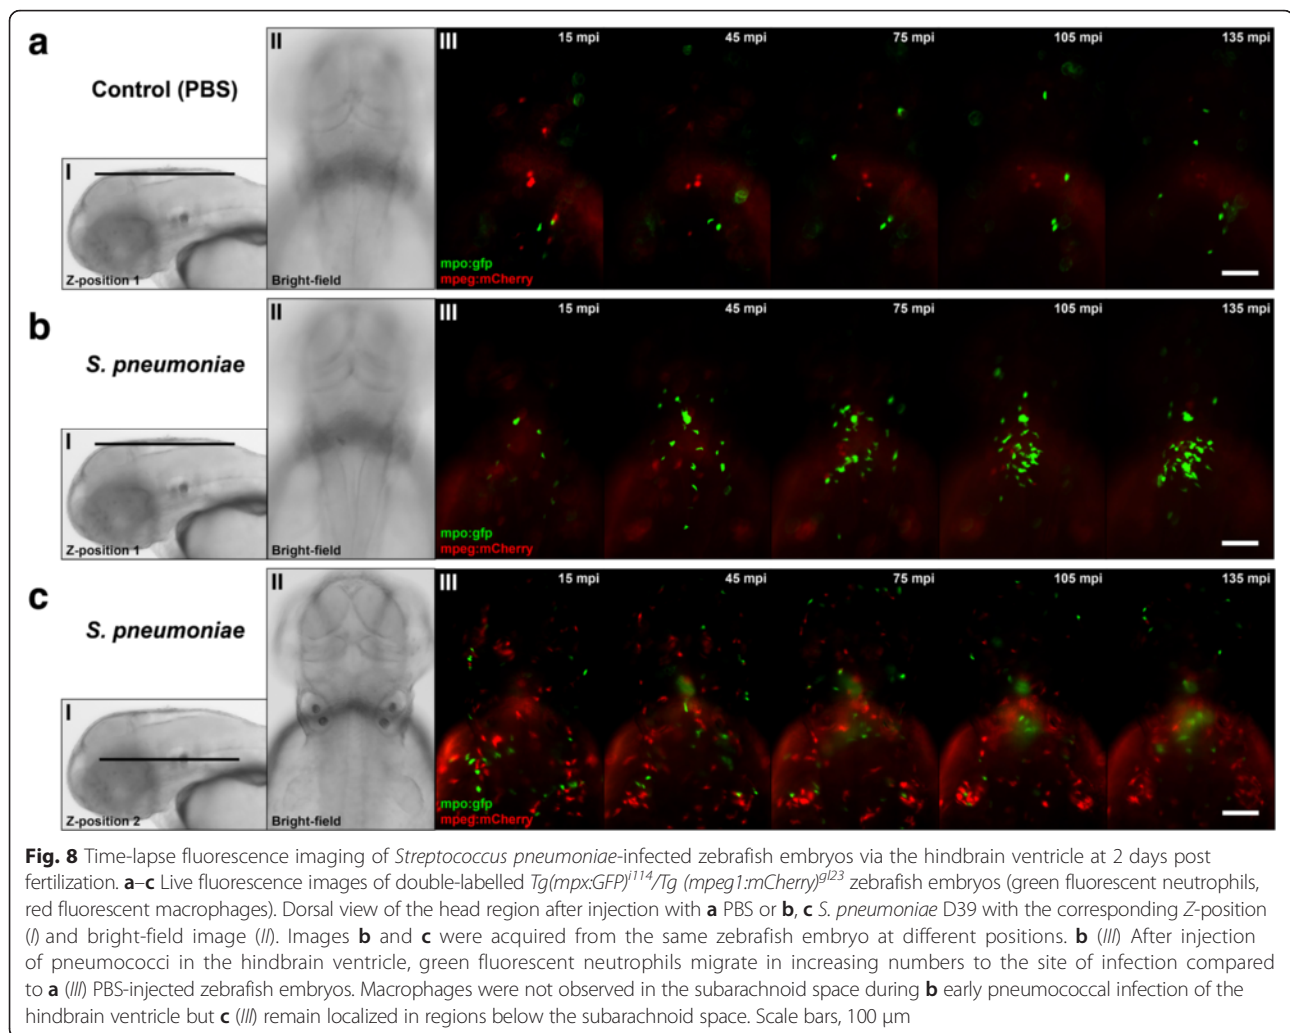 a
Control (PBS)
I
Z-position 1
II
Bright-field
III
15 mpi
45 mpi
75 mpi
105 mpi
135 mpi
mpo:gfp
mpeg:mCherry
b
S. pneumoniae
I
Z-position 1
II
Bright-field
III
15 mpi
45 mpi
75 mpi
105 mpi
135 mpi
mpo:gfp
mpeg:mCherry
c
S. pneumoniae
I
Z-position 2
II
Bright-field
III
15 mpi
45 mpi
75 mpi
105 mpi
135 mpi
mpo:gfp
mpeg:mCherry
Fig. 8 Time-lapse fluorescence imaging of Streptococcus pneumoniae-infected zebrafish embryos via the hindbrain ventricle at 2 days post
fertilization. a–c Live fluorescence images of double-labelled Tg(mpx:GFP)i114/Tg (mpeg1:mCherry)gl23 zebrafish embryos (green fluorescent neutrophils,
red fluorescent macrophages). Dorsal view of the head region after injection with a PBS or b, c S. pneumoniae D39 with the corresponding Z-position
(I) and bright-field image (II). Images b and c were acquired from the same zebrafish embryo at different positions. b (III) After injection
of pneumococci in the hindbrain ventricle, green fluorescent neutrophils migrate in increasing numbers to the site of infection compared
to a (III) PBS-injected zebrafish embryos. Macrophages were not observed in the subarachnoid space during b early pneumococcal infection of the
hindbrain ventricle but c (III) remain localized in regions below the subarachnoid space. Scale bars, 100 μm